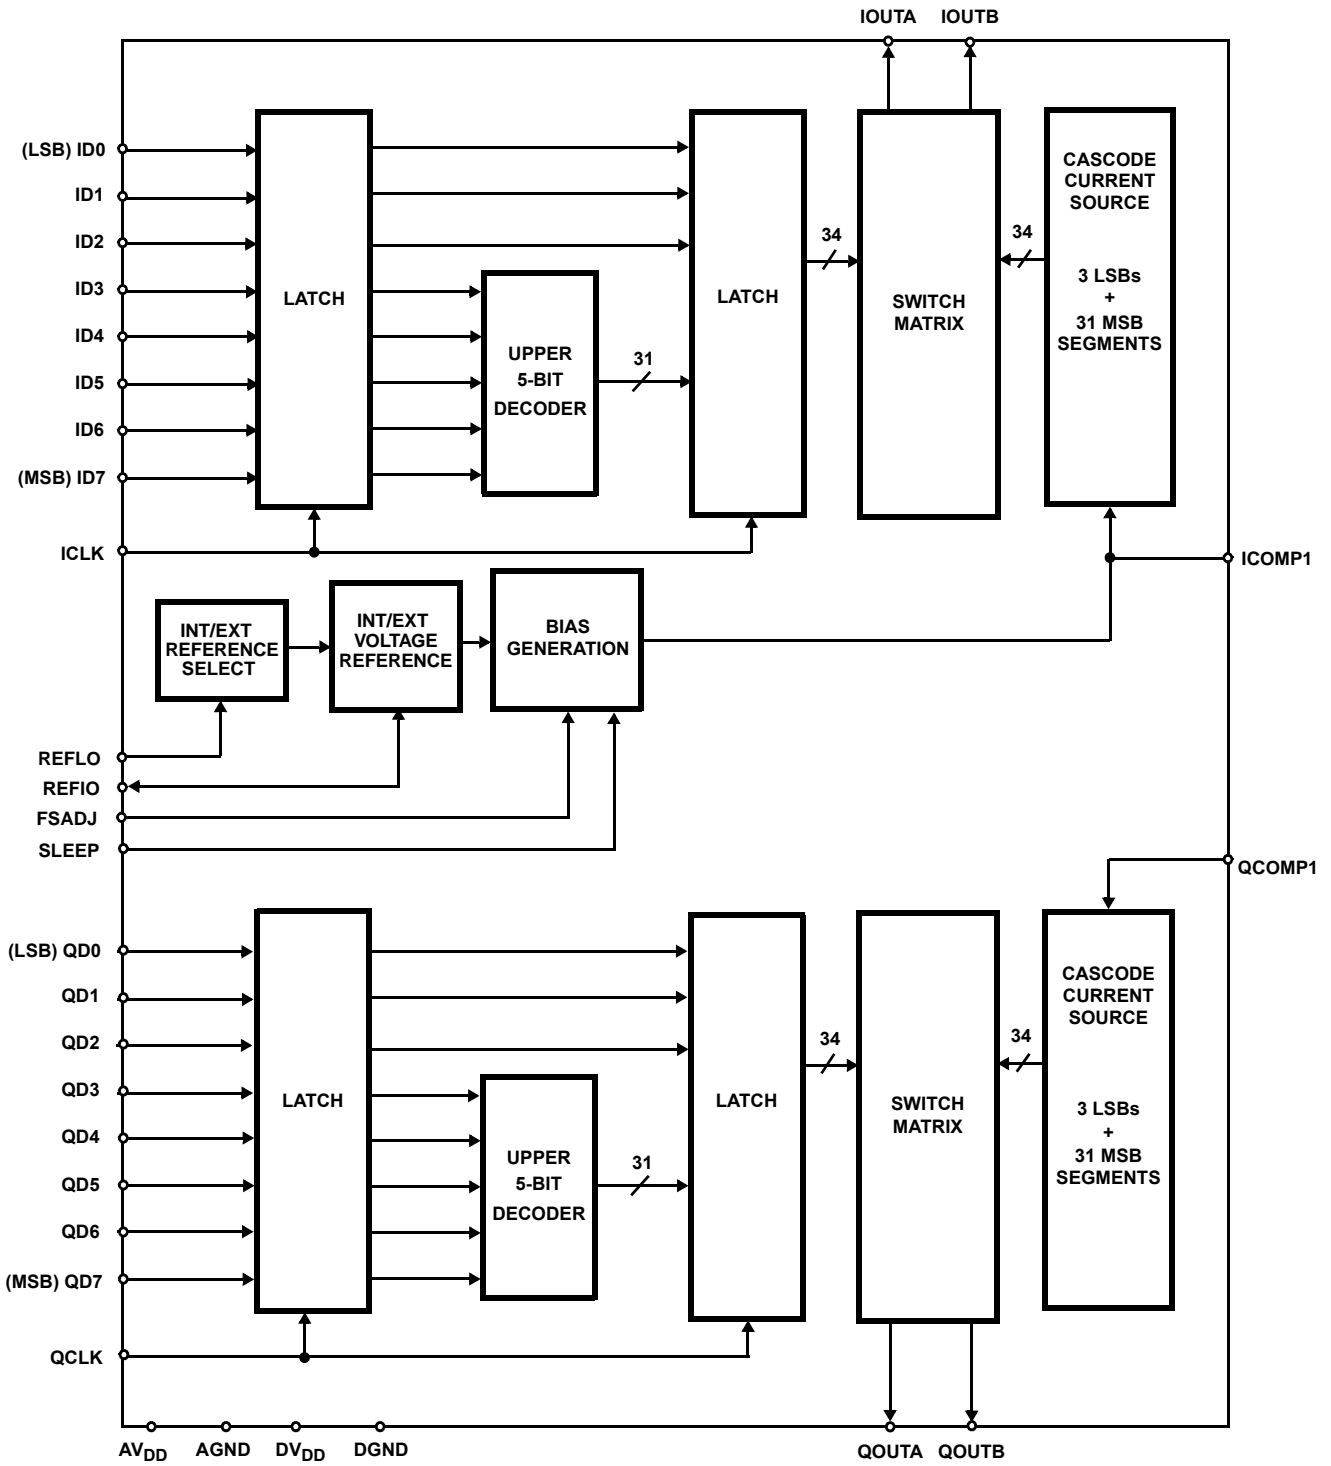 IOUTA IOUTB
(LSB) ID0
ID1
ID2
ID3
ID4
ID5
ID6
(MSB) ID7
ICLK
LATCH
UPPER
5-BIT
DECODER
31
LATCH
34
SWITCH
MATRIX
34
CASCODE
CURRENT
SOURCE
3 LSBs
+
31 MSB
SEGMENTS
ICOMP1
INT/EXT
REFERENCE
SELECT
INT/EXT
VOLTAGE
REFERENCE
BIAS
GENERATION
REFLO
REFIO
FSADJ
SLEEP
QCOMP1
(LSB) QD0
QD1
QD2
QD3
QD4
QD5
QD6
(MSB) QD7
QCLK
LATCH
UPPER
5-BIT
DECODER
31
LATCH
34
SWITCH
MATRIX
34
CASCODE
CURRENT
SOURCE
3 LSBs
+
31 MSB
SEGMENTS
AVDD AGND DVDD DGND QOUTA QOUTB